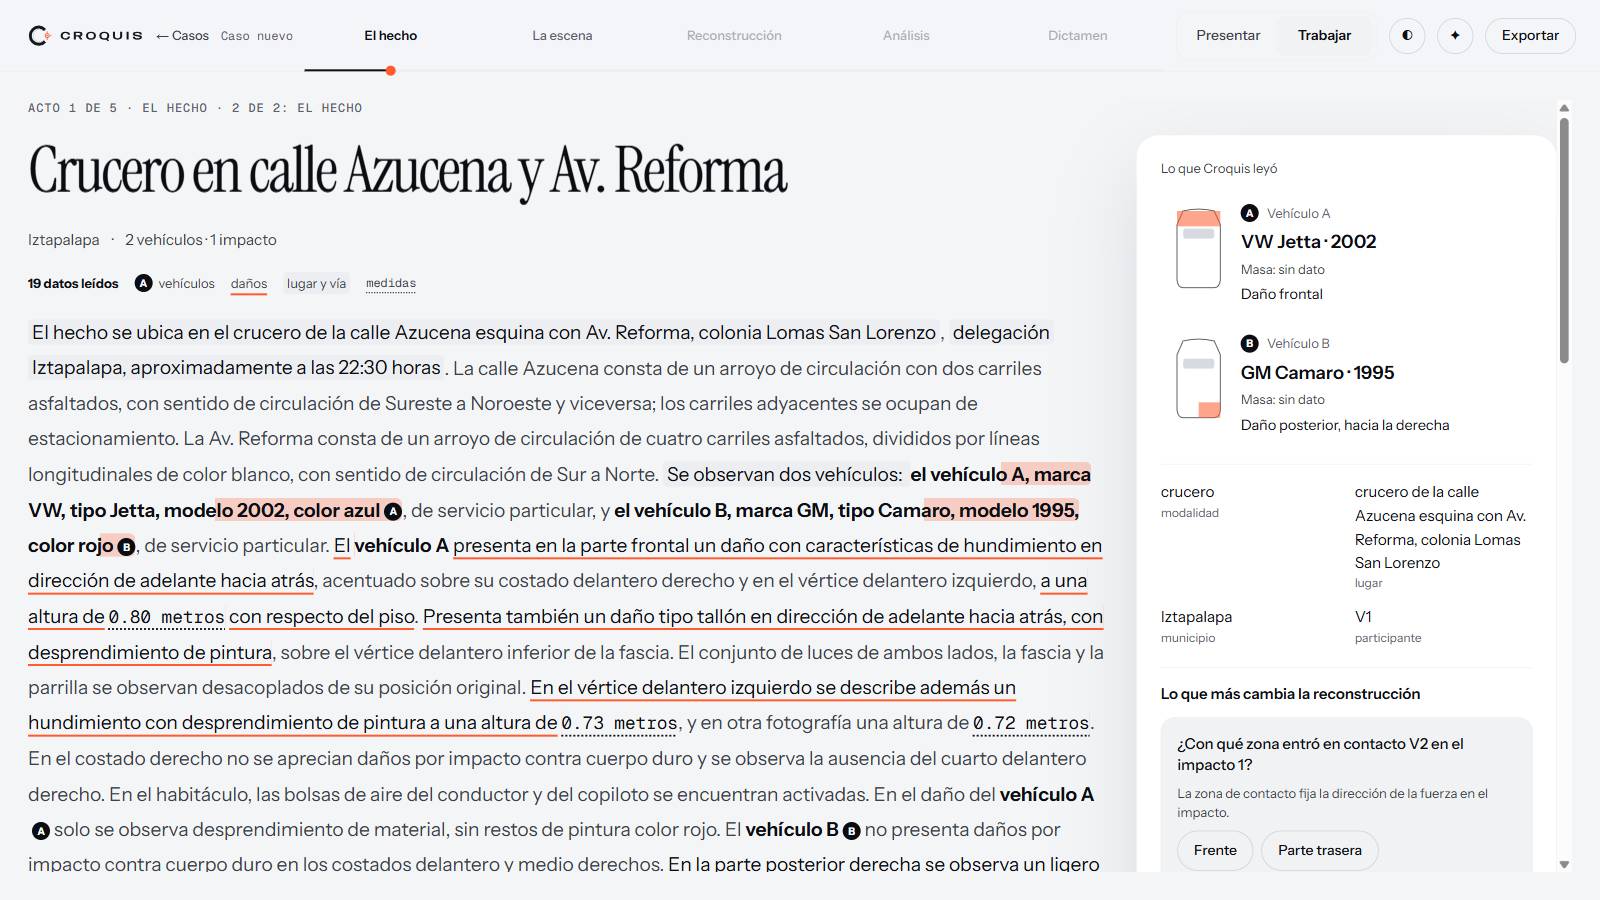 CROQUIS
← Casos
Caso nuevo
El hecho
La escena
Reconstrucción
Análisis
Dictamen
Presentar
Trabajar
Exportar
ACTO 1 DE 5 · EL HECHO · 2 DE 2: EL HECHO
Crucero en calle Azucena y Av. Reforma
Iztapalapa · 2 vehículos · 1 impacto
19 datos leídos A vehículos daños lugar y vía medidas
El hecho se ubica en el crucero de la calle Azucena esquina con Av. Reforma, colonia Lomas San Lorenzo , delegación
Iztapalapa, aproximadamente a las 22:30 horas . La calle Azucena consta de un arroyo de circulación con dos carriles
asfaltados, con sentido de circulación de Sureste a Noroeste y viceversa; los carriles adyacentes se ocupan de
estacionamiento. La Av. Reforma consta de un arroyo de circulación de cuatro carriles asfaltados, divididos por líneas
longitudinales de color blanco, con sentido de circulación de Sur a Norte. Se observan dos vehículos: el vehículo A, marca
VW, tipo Jetta, modelo 2002, color azul A, de servicio particular, y el vehículo B, marca GM, tipo Camaro, modelo 1995,
color rojo B, de servicio particular. El vehículo A presenta en la parte frontal un daño con características de hundimiento en
dirección de adelante hacia atrás, acentuado sobre su costado delantero derecho y en el vértice delantero izquierdo, a una
altura de 0.80 metros con respecto del piso. Presenta también un daño tipo tallón en dirección de adelante hacia atrás, con
desprendimiento de pintura, sobre el vértice delantero inferior de la fascia. El conjunto de luces de ambos lados, la fascia y la
parrilla se observan desacoplados de su posición original. En el vértice delantero izquierdo se describe además un
hundimiento con desprendimiento de pintura a una altura de 0.73 metros, y en otra fotografía una altura de 0.72 metros.
En el costado derecho no se aprecian daños por impacto contra cuerpo duro y se observa la ausencia del cuarto delantero
derecho. En el habitáculo, las bolsas de aire del conductor y del copiloto se encuentran activadas. En el daño del vehículo A
A solo se observa desprendimiento de material, sin restos de pintura color rojo. El vehículo B B no presenta daños por
impacto contra cuerpo duro en los costados delantero y medio derechos. En la parte posterior derecha se observa un ligero
Lo que Croquis leyó
A Vehículo A
VW Jetta · 2002
Masa: sin dato
Daño frontal
B Vehículo B
GM Camaro · 1995
Masa: sin dato
Daño posterior, hacia la derecha
crucero
modalidad
crucero de la calle
Azucena esquina con Av.
Reforma, colonia Lomas
San Lorenzo
lugar
Iztapalapa
municipio
V1
participante
Lo que más cambia la reconstrucción
¿Con qué zona entró en contacto V2 en el
impacto 1?
La zona de contacto fija la dirección de la fuerza en el
impacto.
Frente
Parte trasera